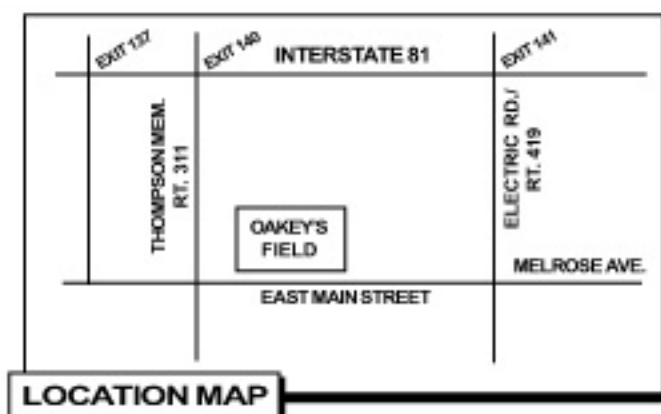 EXIT 137
EXIT 140
INTERSTATE 81
EXIT 141
THOMPSON MEM.
RT. 311
ELECTRIC RD./
RT. 419
OAKEY'S
FIELD
MELROSE AVE.
EAST MAIN STREET
LOCATION MAP